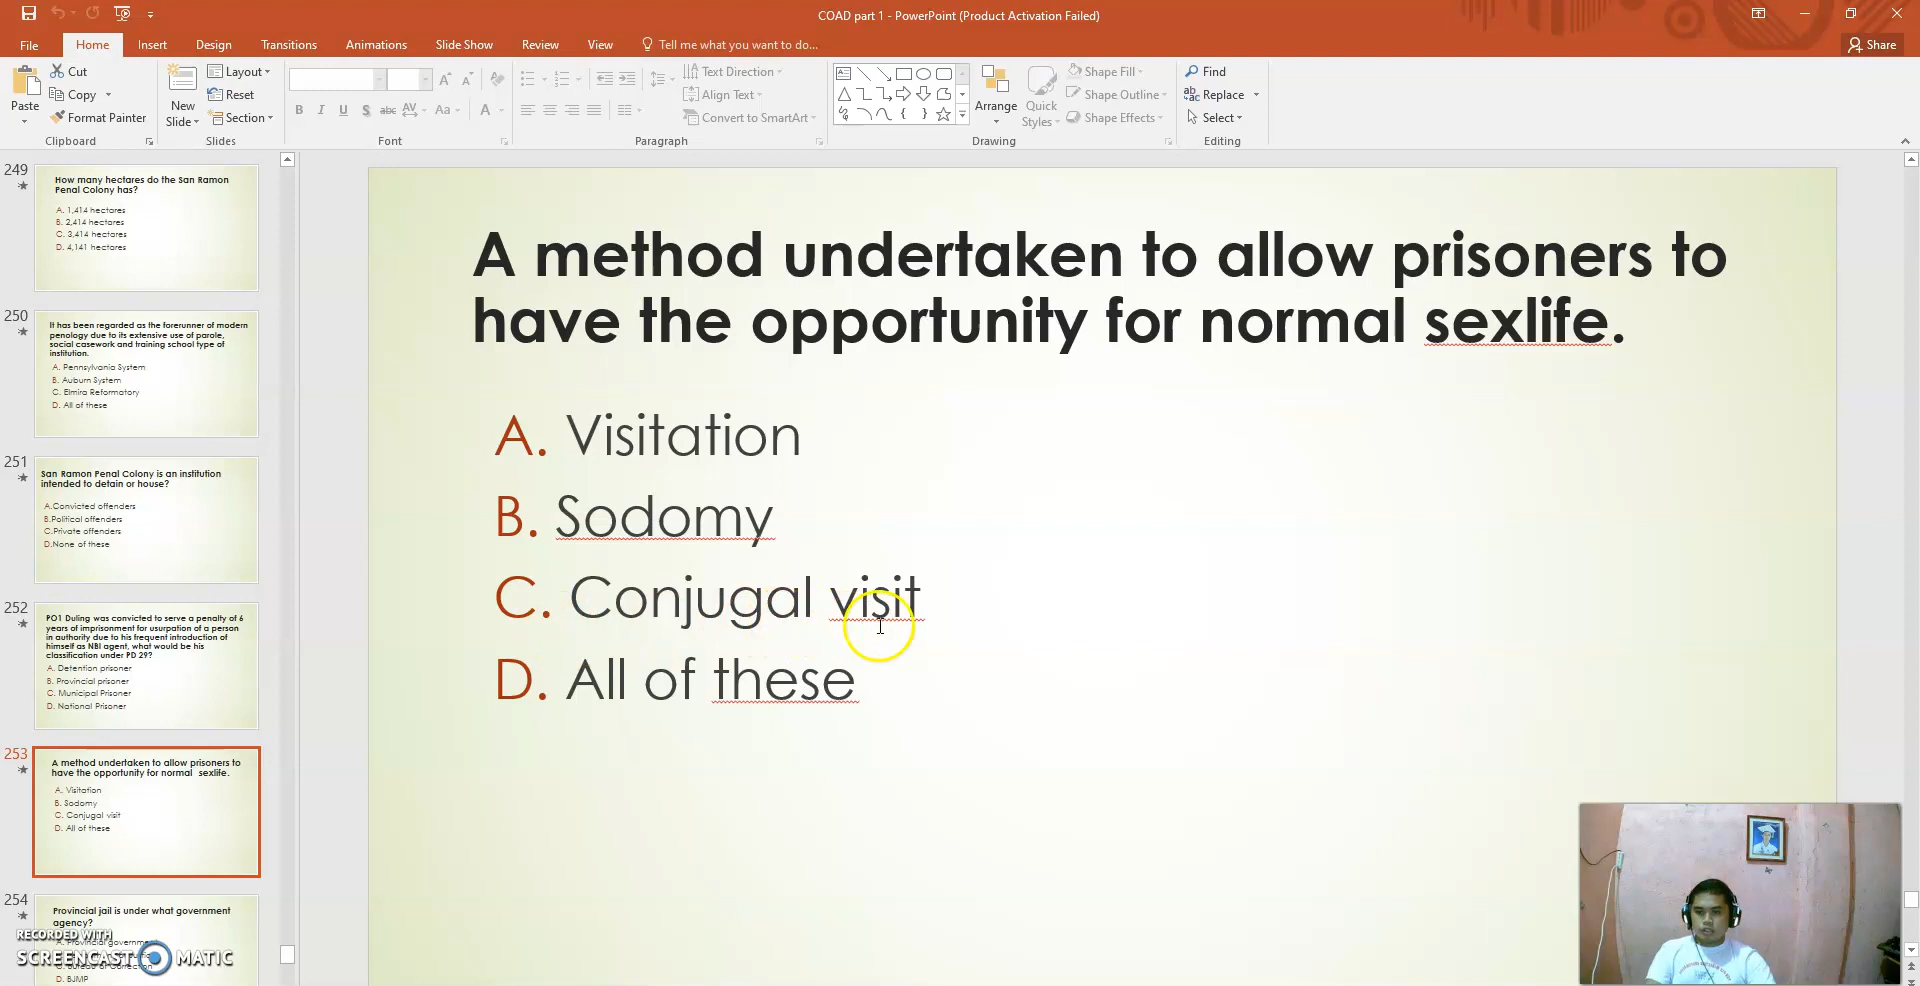 COAD part 1 - PowerPoint (Product Activation Failed)
File Home Insert Design Transitions Animations Slide Show Review View Tell me what you want to do... Share
Paste
Cut
Copy
Format Painter
Clipboard
New Slide
Layout
Reset
Section
Slides
Font
Text Direction
Align Text
Convert to SmartArt
Paragraph
Arrange
Quick Styles
Shape Fill
Shape Outline
Shape Effects
Drawing
Find
Replace
Select
Editing
249
How many hectares do the San Ramon
Penal Colony has?
A. 1,414 hectares
B. 2,414 hectares
C. 3,414 hectares
D. 4,141 hectares
250
It has been regarded as the forerunner of modern
penology due to its extensive use of parole,
social casework and training school type of
institution.
A. Pennsylvania System
B. Auburn System
C. Elmira Reformatory
D. All of these
251
San Ramon Penal Colony is an institution
intended to detain or house?
A.Convicted offenders
B.Political offenders
C.Private offenders
D.None of these
252
PO1 Duling was convicted to serve a penalty of 6
years of imprisonment for usurpation of a person
in authority due to his frequent introduction of
himself as NBI agent, what would be his
classification under PD 29?
A. Detention prisoner
B. Provincial prisoner
C. Municipal Prisoner
D. National Prisoner
253
A method undertaken to allow prisoners to
have the opportunity for normal sexlife.
A. Visitation
B. Sodomy
C. Conjugal visit
D. All of these
254
Provincial jail is under what government
agency?
A. Provincial government
C. Bureau of Correction
D. BJMP
RECORDED WITH
SCREENCAST MATIC
A method undertaken to allow prisoners to
have the opportunity for normal sexlife.
A. Visitation
B. Sodomy
C. Conjugal visit
D. All of these